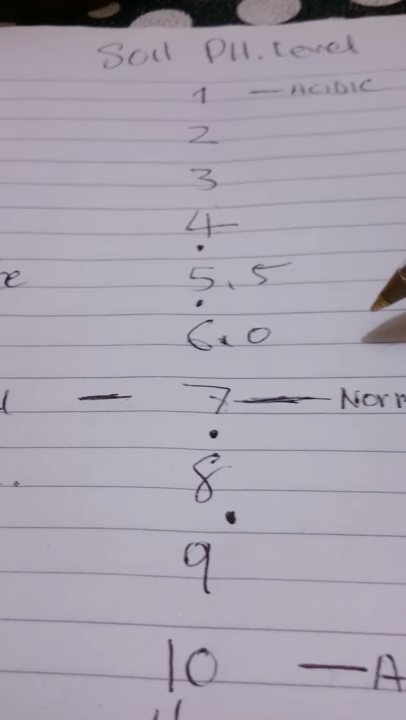 Soil PH. Level
1 — ACIDIC
2
3
4
5.5
6.0
— 7 — Norm
8
9
10 — A